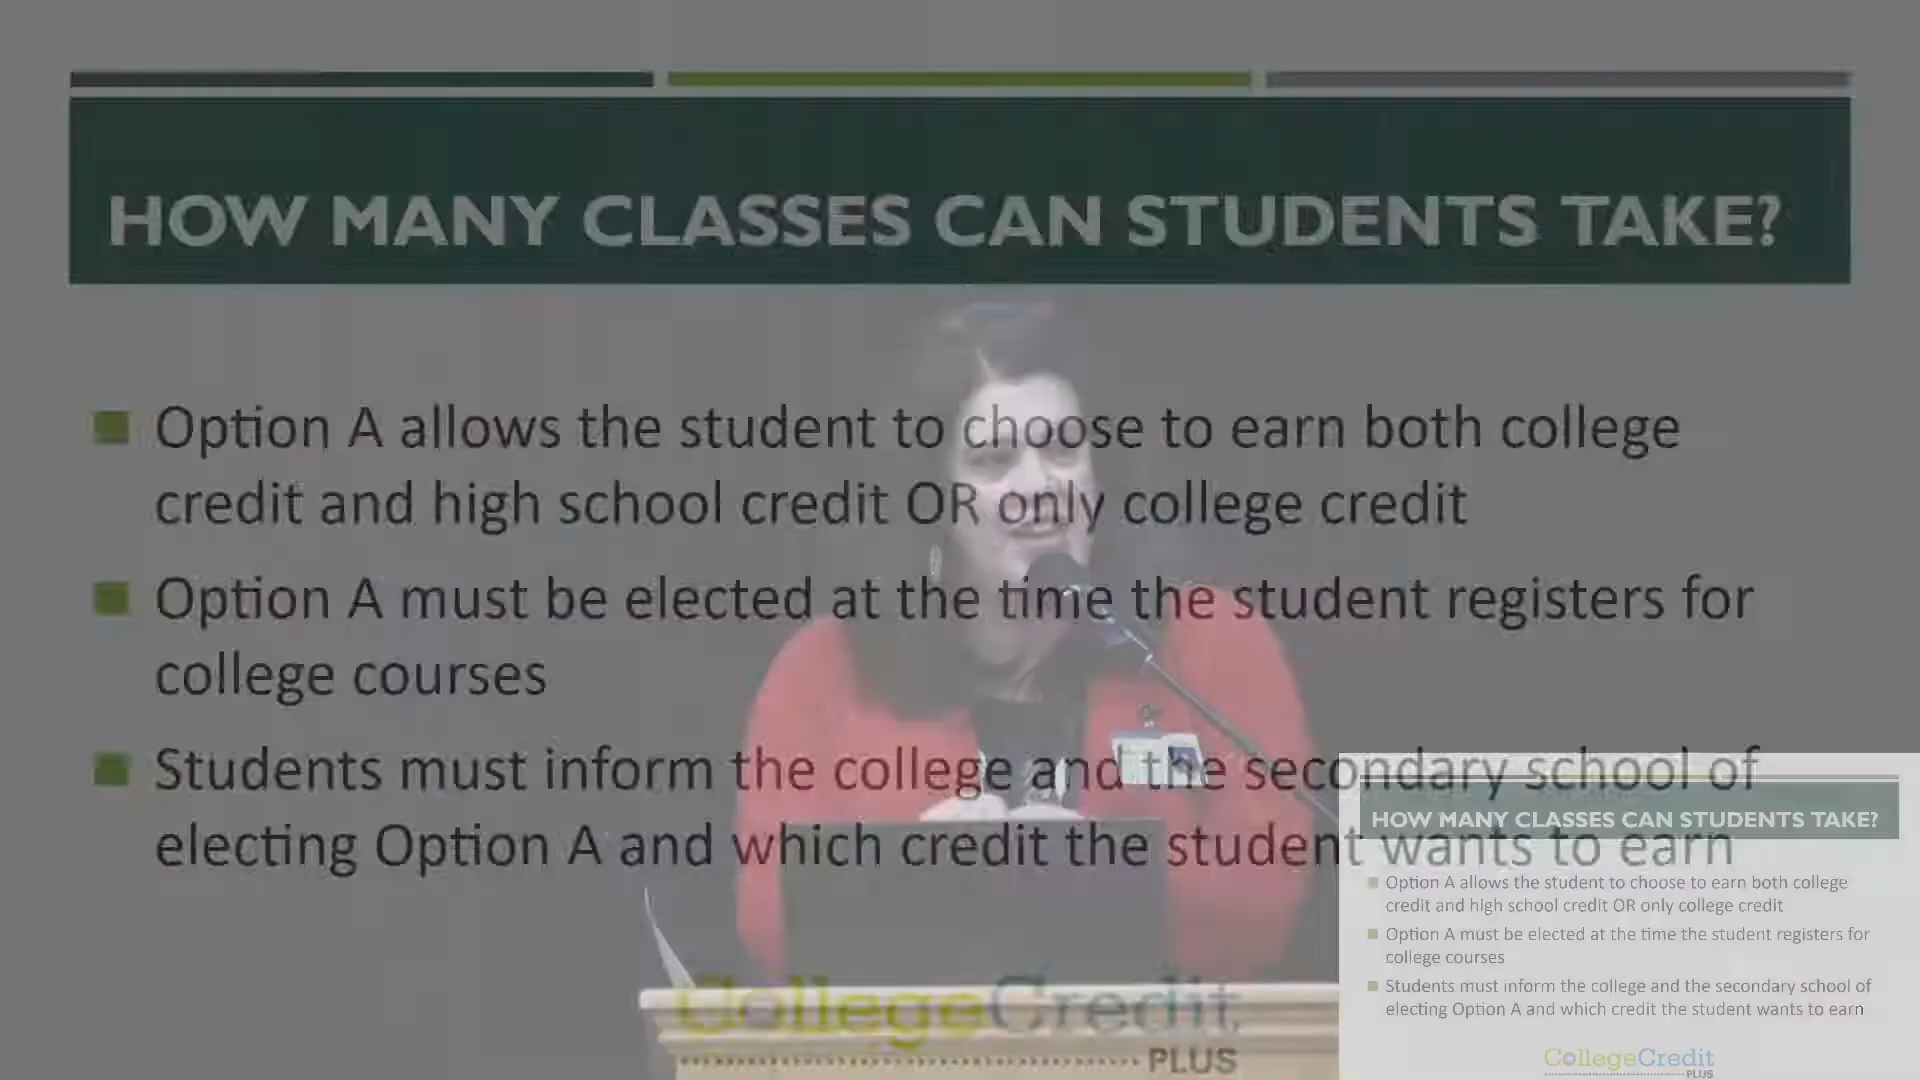 HOW MANY CLASSES CAN STUDENTS TAKE?
Option A allows the student to choose to earn both college
credit and high school credit OR only college credit
Option A must be elected at the time the student registers for
college courses
Students must inform the college and the secondary school of
electing Option A and which credit the student wants to earn
CollegeCredit
PLUS
HOW MANY CLASSES CAN STUDENTS TAKE?
Option A allows the student to choose to earn both college
credit and high school credit OR only college credit
Option A must be elected at the time the student registers for
college courses
Students must inform the college and the secondary school of
electing Option A and which credit the student wants to earn
CollegeCredit
PLUS